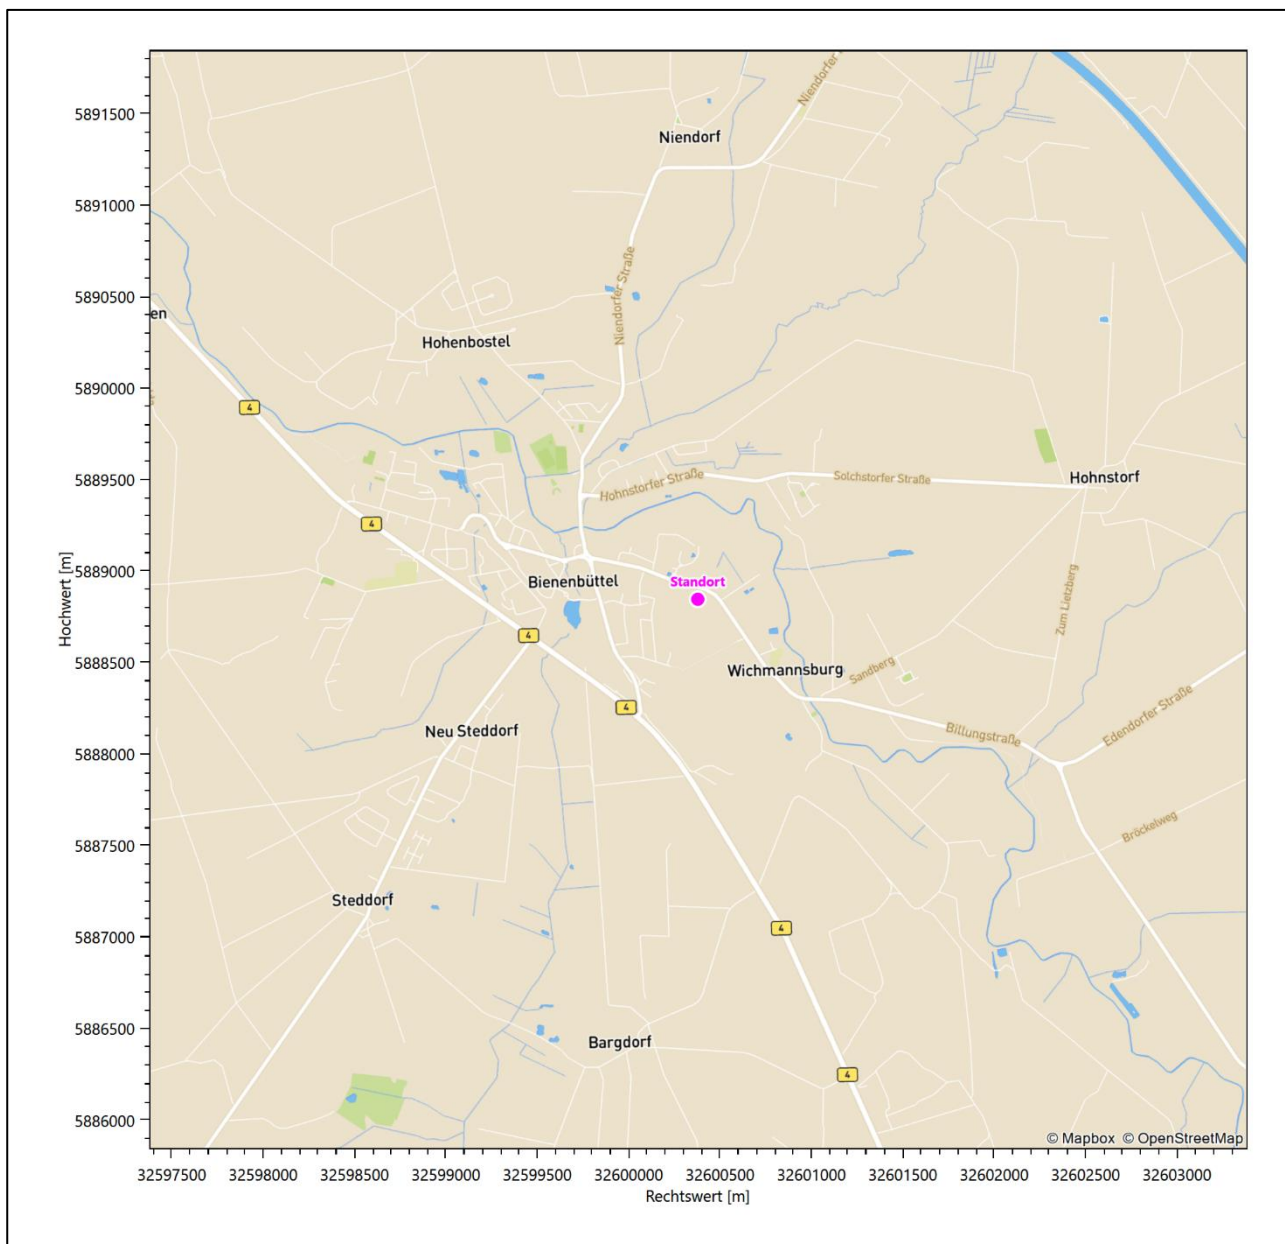 5891500
5891000
5890500
5890000
5889500
5889000
5888500
5888000
5887500
5887000
5886500
5886000
Hochwert [m]
Niendorfer
Niendorf
Niendorfer Straße
en
Hohenbostel
4
Hohnstorfer Straße
Solchstorfer Straße
Hohnstorf
4
Bienenbüttel
Standort
Zum Lietzberg
4
Wichmannsburg
Sandberg
4
Neu Steddorf
Billungstraße
Edendorfer Straße
Bröckelweg
Steddorf
4
Bargdorf
4
© Mapbox © OpenStreetMap
32597500 32598000 32598500 32599000 32599500 32600000 32600500 32601000 32601500 32602000 32602500 32603000
Rechtswert [m]